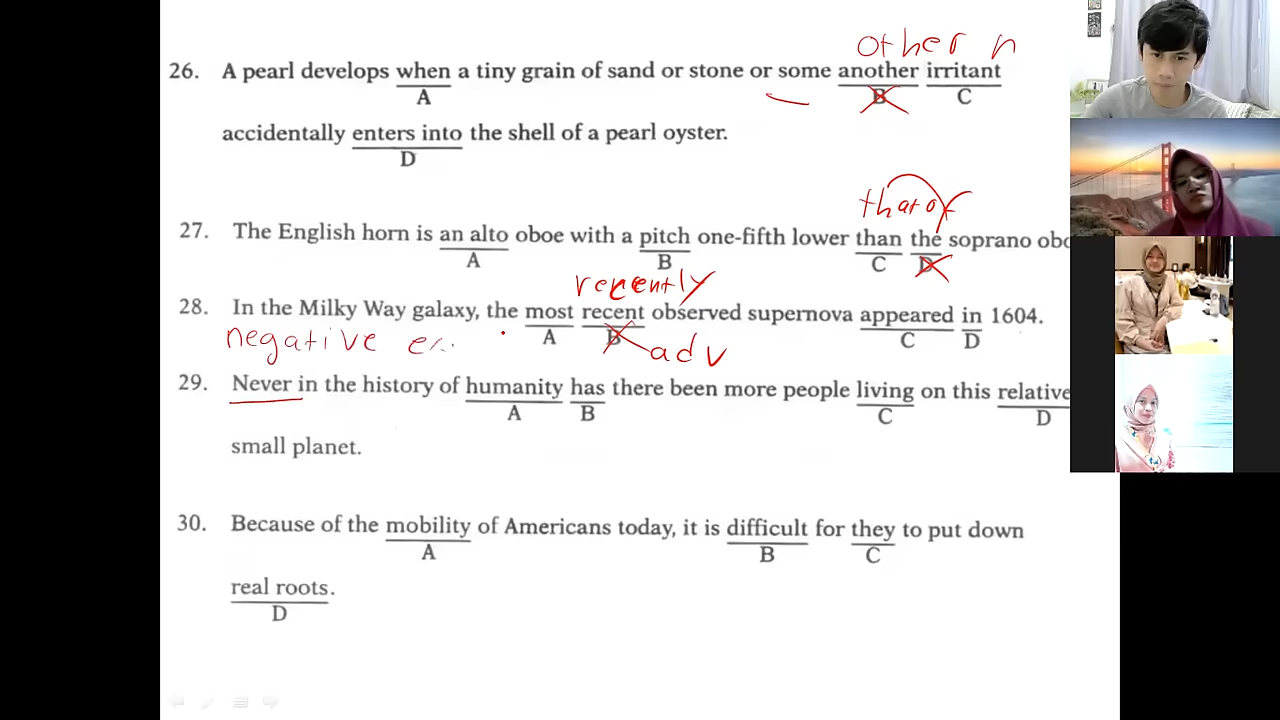 other n
26. A pearl develops when a tiny grain of sand or stone or some another irritant
A B C
accidentally enters into the shell of a pearl oyster.
D
that of
27. The English horn is an alto oboe with a pitch one-fifth lower than the soprano
A B C D
recently
28. In the Milky Way galaxy, the most recent observed supernova appeared in 1604.
A B C D
negative adv
29. Never in the history of humanity has there been more people living on this relative
A B C D
small planet.
30. Because of the mobility of Americans today, it is difficult for they to put down
A B C
real roots.
D